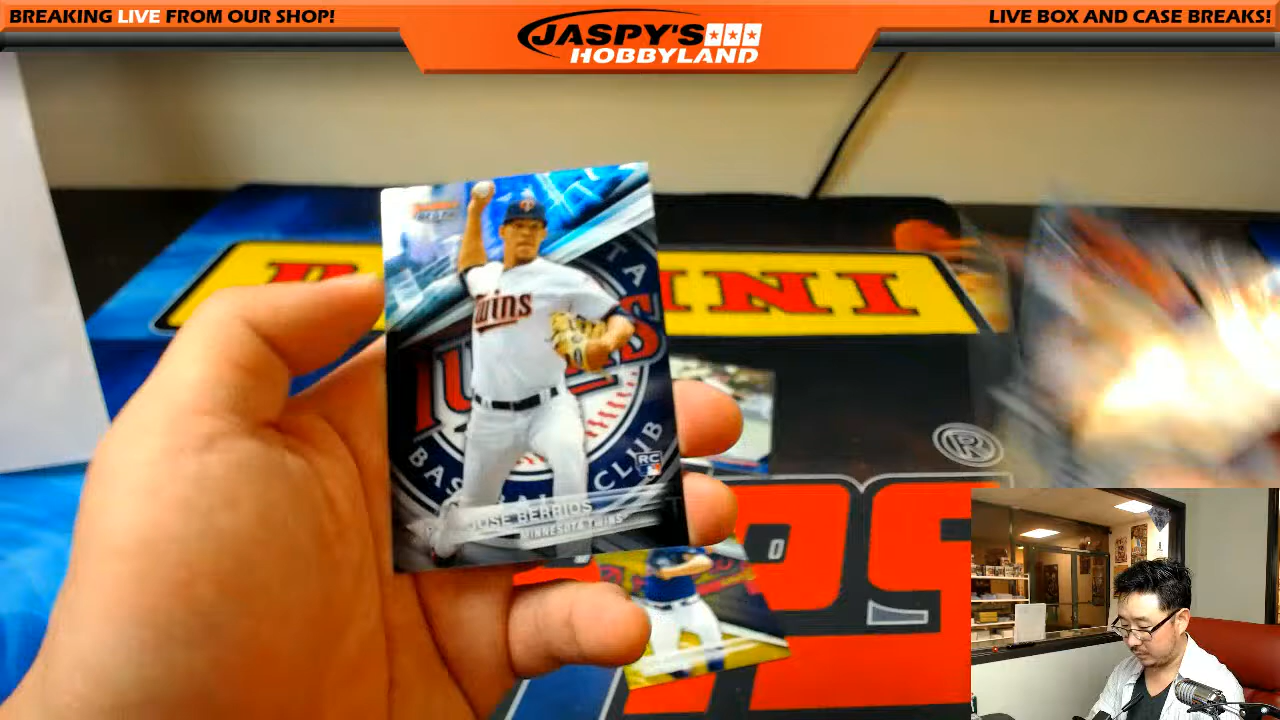 BREAKING LIVE FROM OUR SHOP!
JASPY'S
HOBBYLAND
LIVE BOX AND CASE BREAKS!
Twins
BASEBALL CLUB
RC
JOSE BERRIOS
MINNESOTA TWINS
®